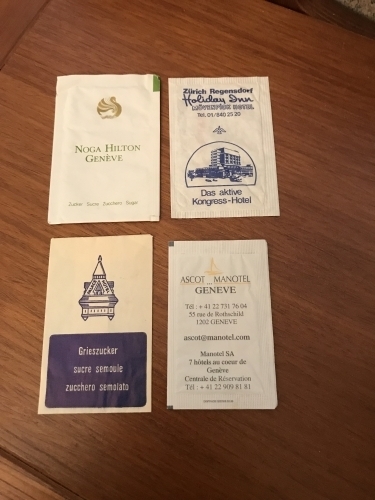 NOGA HILTON
GENÈVE
Zucker Sucre Zucchero Sugar
Zürich Regensdorf
Holiday Inn
MÖVENPICK HOTEL
Tel. 01/840 25 20
Das aktive
Kongress-Hotel
Grieszucker
sucre semoule
zucchero semolato
ASCOT MANOTEL
GENEVE
Tél : + 41 22 731 76 04
55 rue de Rothschild
1202 GENEVE
ascot@manotel.com
Manotel SA
7 hôtels au coeur de
Genève
Centrale de Réservation
Tél : + 41 22 909 81 81